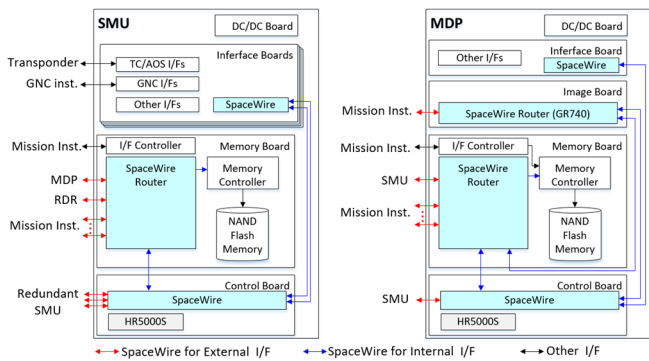 SMU
DC/DC Board
Inferface Boards
Transponder
TC/AOS I/Fs
GNC inst.
GNC I/Fs
Other I/Fs
SpaceWire
Mission Inst.
I/F Controller
Memory Board
SpaceWire
Router
Memory
Controller
MDP
RDR
Mission Inst.
NAND
Flash
Memory
Control Board
Redundant
SMU
SpaceWire
HR5000S
MDP
DC/DC Board
Inferface Board
Other I/Fs
SpaceWire
Image Board
Mission Inst.
SpaceWire Router (GR740)
Mission Inst.
I/F Controller
Memory Board
SpaceWire
Router
Memory
Controller
SMU
Mission Inst.
NAND
Flash
Memory
Control Board
SMU
SpaceWire
HR5000S
SpaceWire for External I/F
SpaceWire for Internal I/F
Other I/F